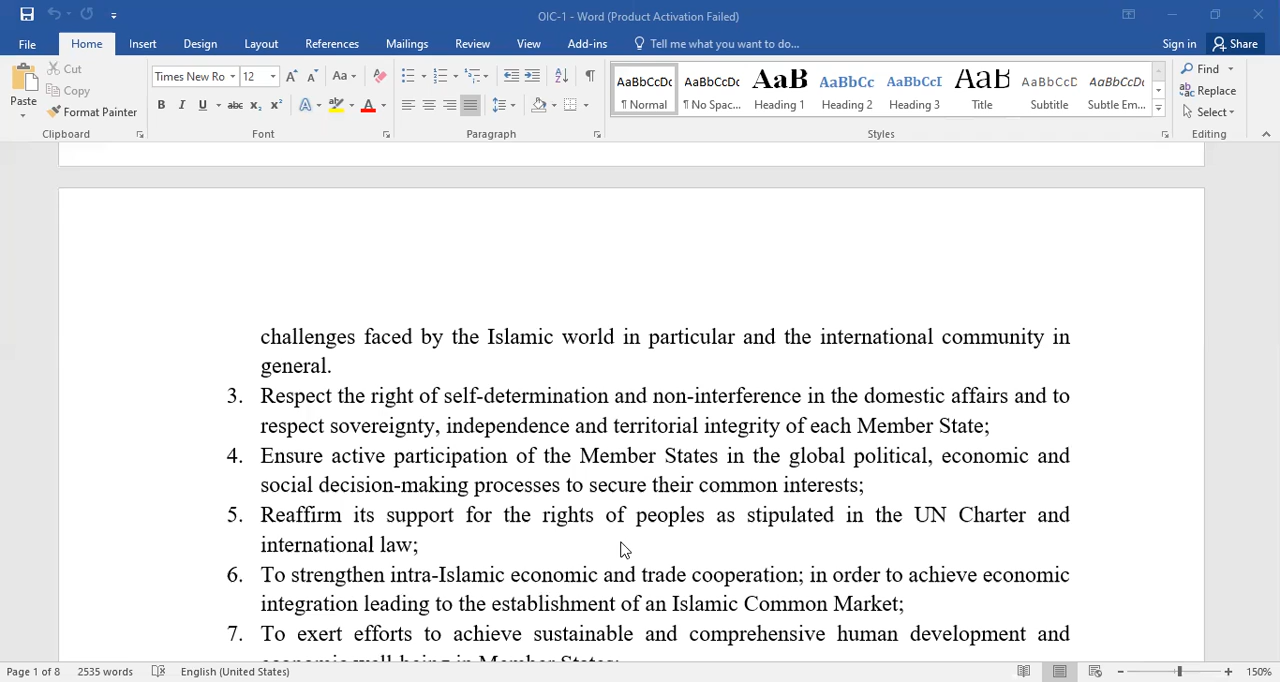 OIC-1 - Word (Product Activation Failed)
File Home Insert Design Layout References Mailings Review View Add-ins Tell me what you want to do... Sign in Share
Paste Cut Copy Format Painter Clipboard
Times New Ro 12 Aa Font
Paragraph
AaBbCcDc AaBbCcDc AaB AaBbCc AaBbCcI AaB AaBbCcD AaBbCcDc
¶ Normal ¶ No Spac... Heading 1 Heading 2 Heading 3 Title Subtitle Subtle Em...
Styles
Find Replace Select Editing
challenges faced by the Islamic world in particular and the international community in
general.
3. Respect the right of self-determination and non-interference in the domestic affairs and to
respect sovereignty, independence and territorial integrity of each Member State;
4. Ensure active participation of the Member States in the global political, economic and
social decision-making processes to secure their common interests;
5. Reaffirm its support for the rights of peoples as stipulated in the UN Charter and
international law;
6. To strengthen intra-Islamic economic and trade cooperation; in order to achieve economic
integration leading to the establishment of an Islamic Common Market;
7. To exert efforts to achieve sustainable and comprehensive human development and
economic well-being in Member States;
Page 1 of 8 2535 words English (United States) 150%